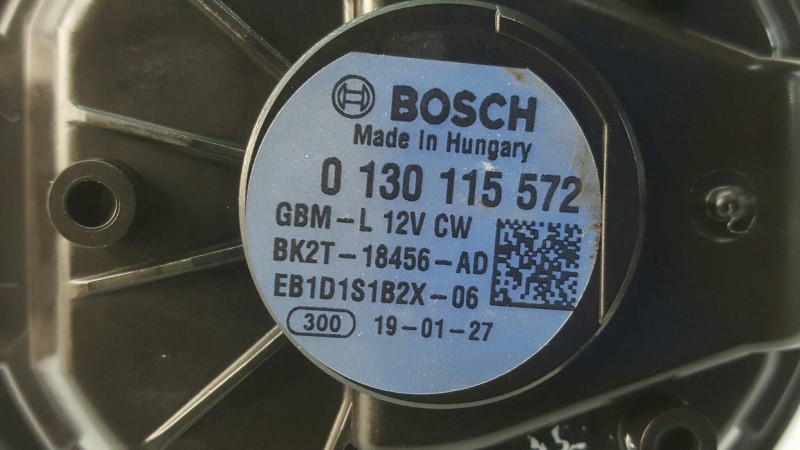 BOSCH
Made in Hungary
0 130 115 572
GBM-L 12V CW
BK2T-18456-AD
EB1D1S1B2X-06
300 19-01-27